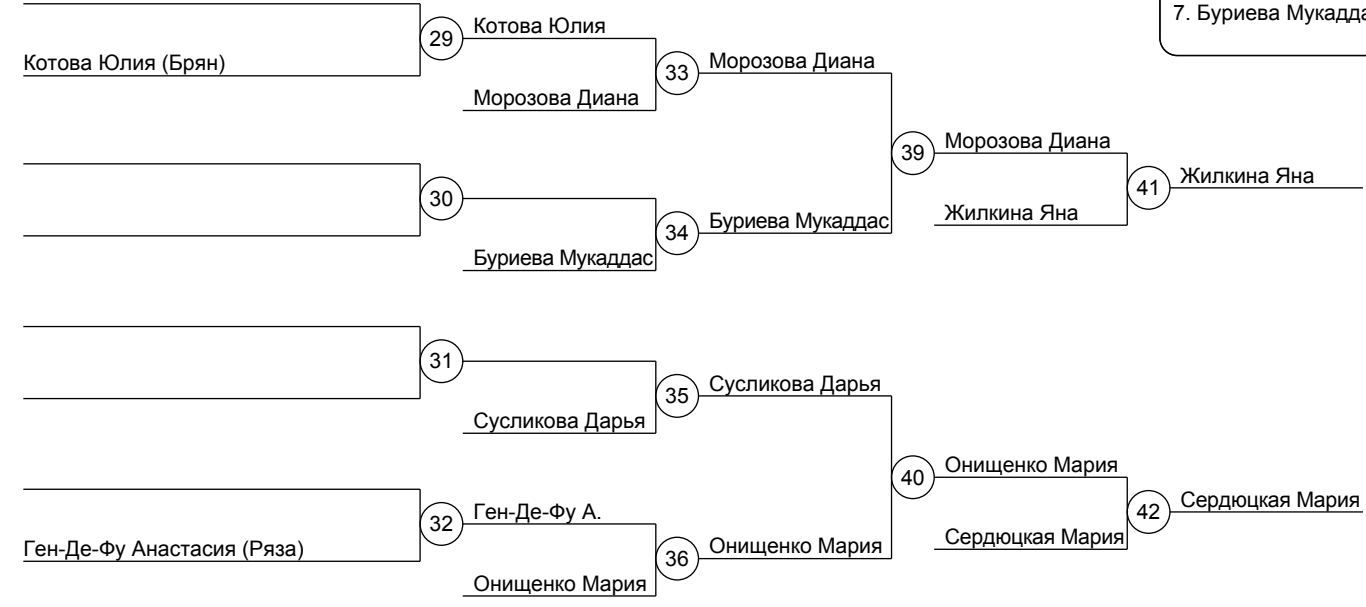 7. Буриева Мукадда
29
Котова Юлия
Котова Юлия (Брян)
33
Морозова Диана
Морозова Диана
39
Морозова Диана
30
41
Жилкина Яна
Жилкина Яна
34
Буриева Мукаддас
Буриева Мукаддас
31
35
Сусликова Дарья
Сусликова Дарья
40
Онищенко Мария
32
Ген-Де-Фу А.
42
Сердюцкая Мария
Ген-Де-Фу Анастасия (Ряза)
36
Онищенко Мария
Сердюцкая Мария
Онищенко Мария